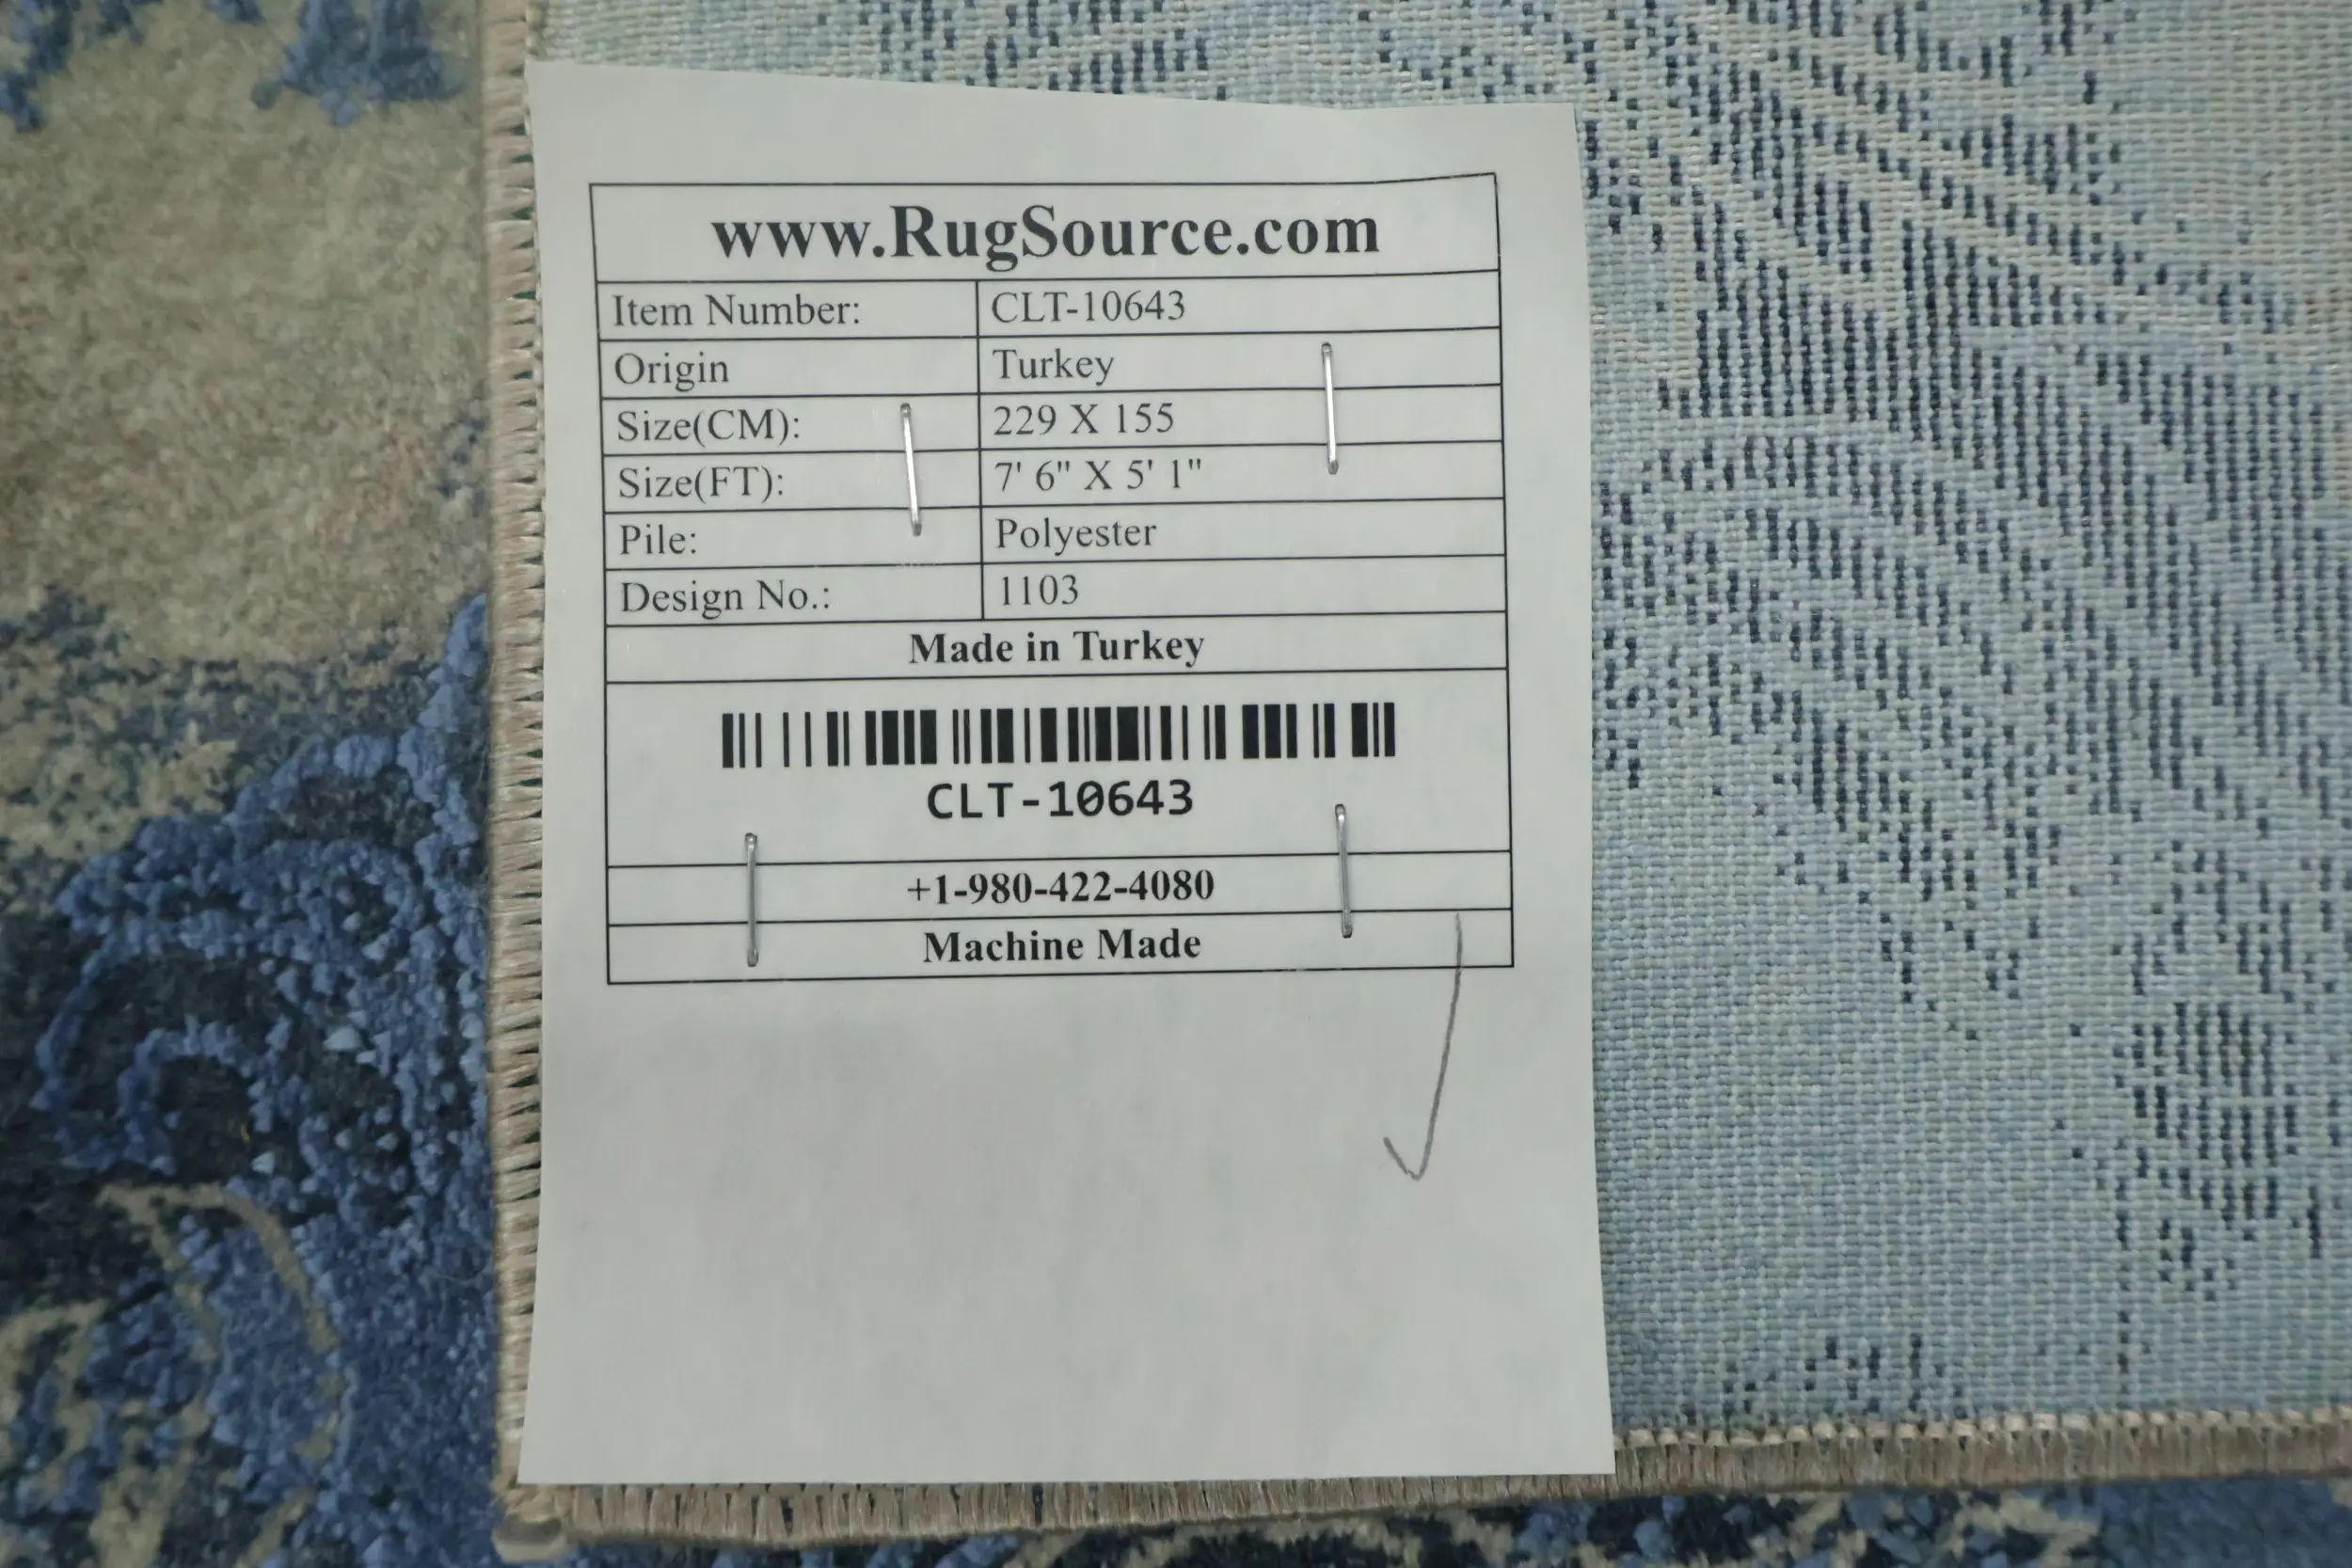 www.RugSource.com
Item Number: CLT-10643
Origin Turkey
Size(CM): 229 X 155
Size(FT): 7' 6" X 5' 1"
Pile: Polyester
Design No.: 1103
Made in Turkey
CLT-10643
+1-980-422-4080
Machine Made